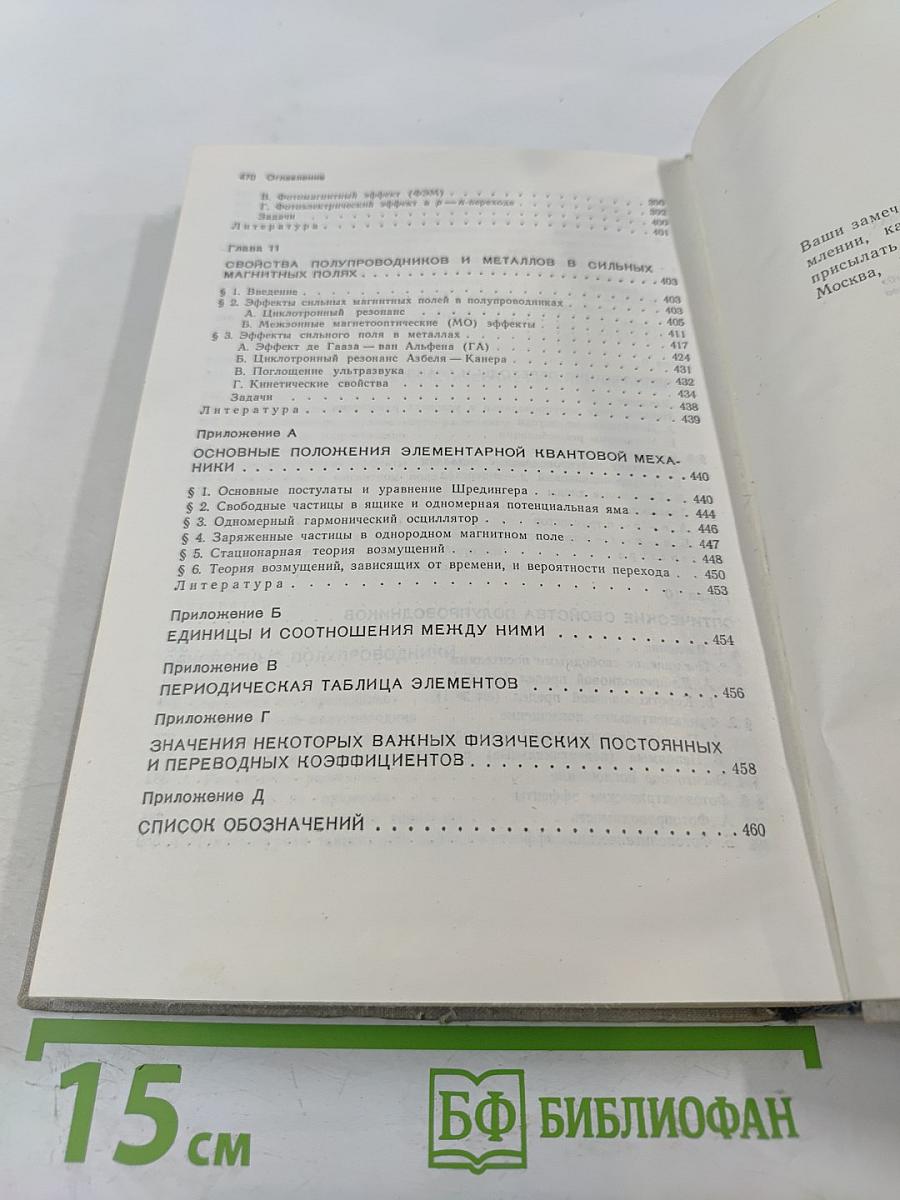 470 Оглавление
В. Фотомагнитный эффект (ФЭМ) . . . . . . . . . . 390
Г. Фотоэлектрический эффект в p — n-переходе . . . . . . . 392
Задачи . . . . . . . . . . 400
Литература . . . . . . . . . . 401
Глава 11
СВОЙСТВА ПОЛУПРОВОДНИКОВ И МЕТАЛЛОВ В СИЛЬНЫХ
МАГНИТНЫХ ПОЛЯХ . . . . . . . . . . 403
§ 1. Введение . . . . . . . . . . 403
§ 2. Эффекты сильных магнитных полей в полупроводниках . . . . 403
А. Циклотронный резонанс . . . . . . . . . . 403
Б. Межзонные магнетооптические (МО) эффекты . . . . . . 405
§ 3. Эффекты сильного поля в металлах . . . . . . . . . . 411
А. Эффект де Гааза — ван Альфена (ГА) . . . . . . . . . . 417
Б. Циклотронный резонанс Азбеля — Канера . . . . . . . . 424
В. Поглощение ультразвука . . . . . . . . . . 431
Г. Кинетические свойства . . . . . . . . . . 432
Задачи . . . . . . . . . . 434
Литература . . . . . . . . . . 438
439
Приложение А
ОСНОВНЫЕ ПОЛОЖЕНИЯ ЭЛЕМЕНТАРНОЙ КВАНТОВОЙ МЕХА-
НИКИ . . . . . . . . . . 440
§ 1. Основные постулаты и уравнение Шредингера . . . . . . . 440
§ 2. Свободные частицы в ящике и одномерная потенциальная яма . . . . 444
§ 3. Одномерный гармонический осциллятор . . . . . . . . . . 446
§ 4. Заряженные частицы в однородном магнитном поле . . . . . . 447
§ 5. Стационарная теория возмущений . . . . . . . . . . 448
§ 6. Теория возмущений, зависящих от времени, и вероятности перехода . . 450
Литература . . . . . . . . . . 453
Приложение Б
ЕДИНИЦЫ И СООТНОШЕНИЯ МЕЖДУ НИМИ . . . . . . . . . . 454
Приложение В
ПЕРИОДИЧЕСКАЯ ТАБЛИЦА ЭЛЕМЕНТОВ . . . . . . . . . . 456
Приложение Г
ЗНАЧЕНИЯ НЕКОТОРЫХ ВАЖНЫХ ФИЗИЧЕСКИХ ПОСТОЯННЫХ
И ПЕРЕВОДНЫХ КОЭФФИЦИЕНТОВ . . . . . . . . . . 458
Приложение Д
СПИСОК ОБОЗНАЧЕНИЙ . . . . . . . . . . 460
Ваши замеч
млении, ка
присылать
Москва,
15 см
БФ БИБЛИОФАН